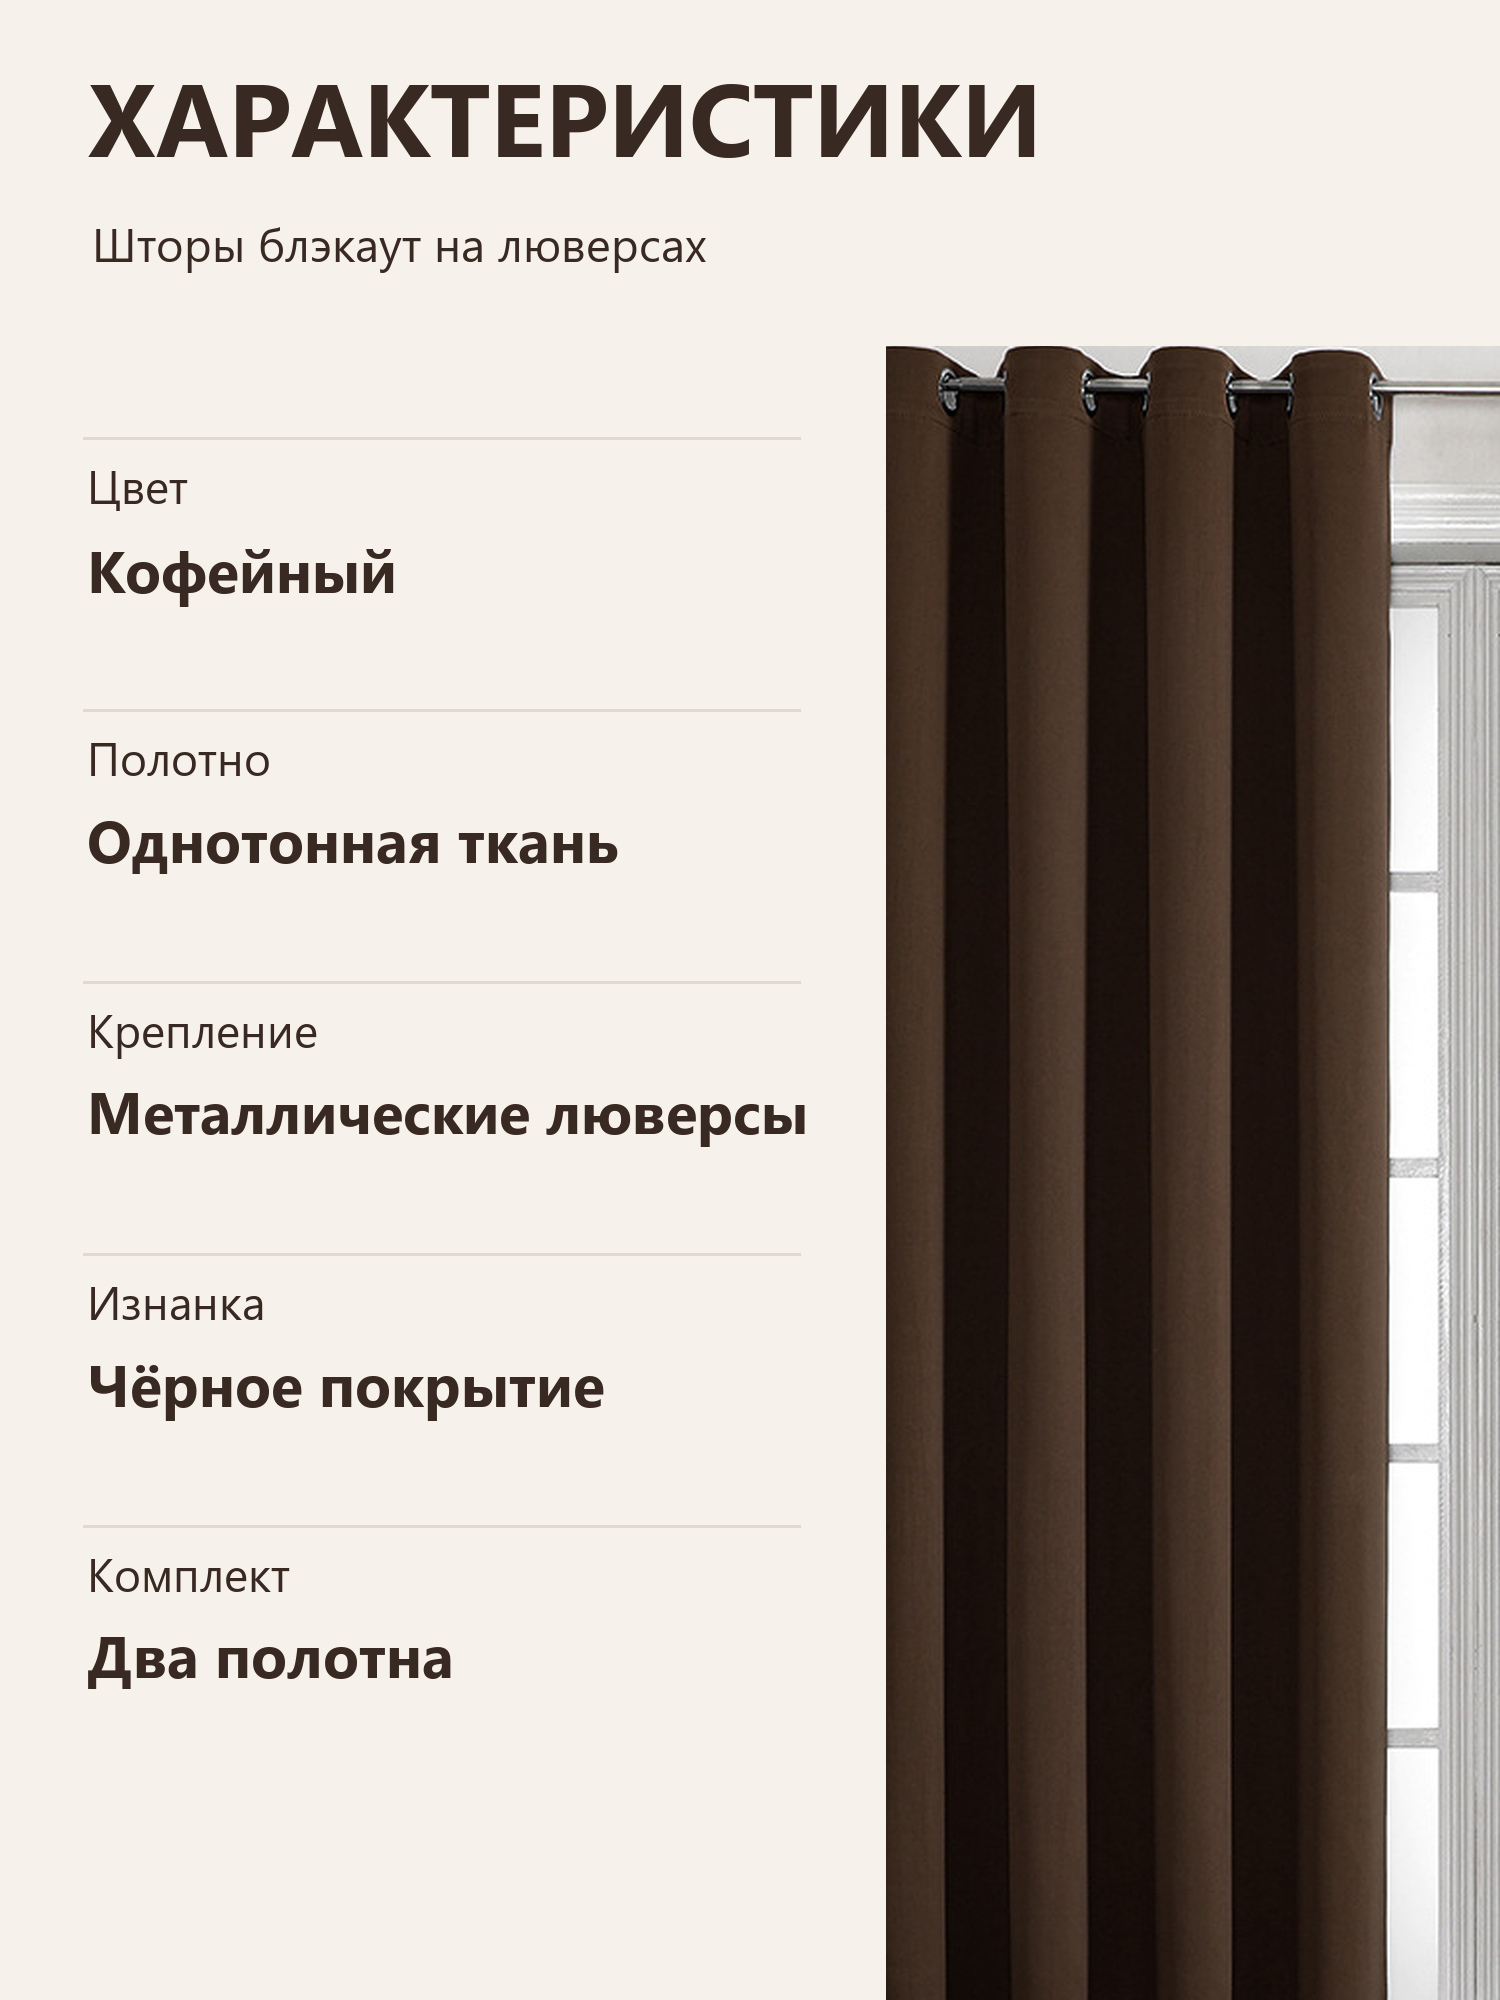 ХАРАКТЕРИСТИКИ
Шторы блэкаут на люверсах
Цвет
Кофейный
Полотно
Однотонная ткань
Крепление
Металлические люверсы
Изнанка
Чёрное покрытие
Комплект
Два полотна